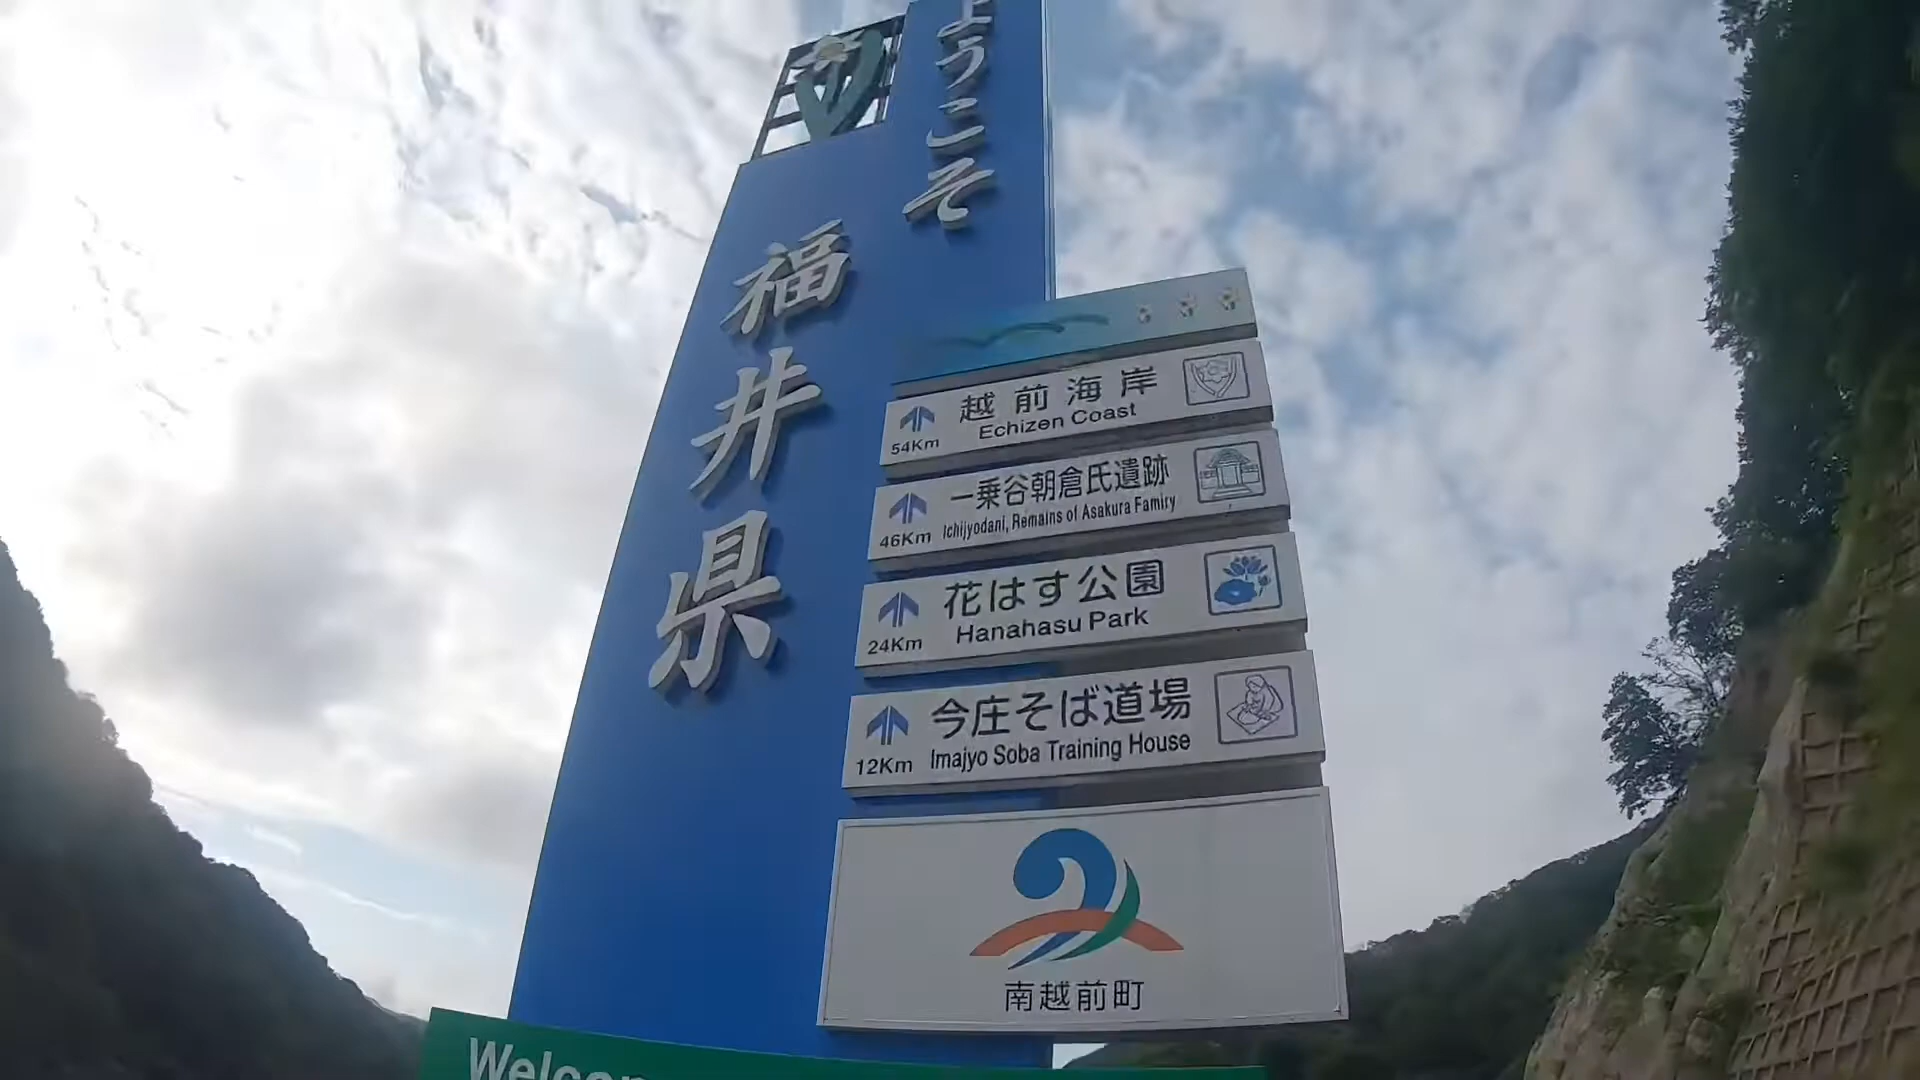 ようこそ
福井県
越前海岸
Echizen Coast
54Km
一乗谷朝倉氏遺跡
Ichijyodani, Remains of Asakura Famiry
46Km
花はす公園
Hanahasu Park
24Km
今庄そば道場
Imajyo Soba Training House
12Km
南越前町